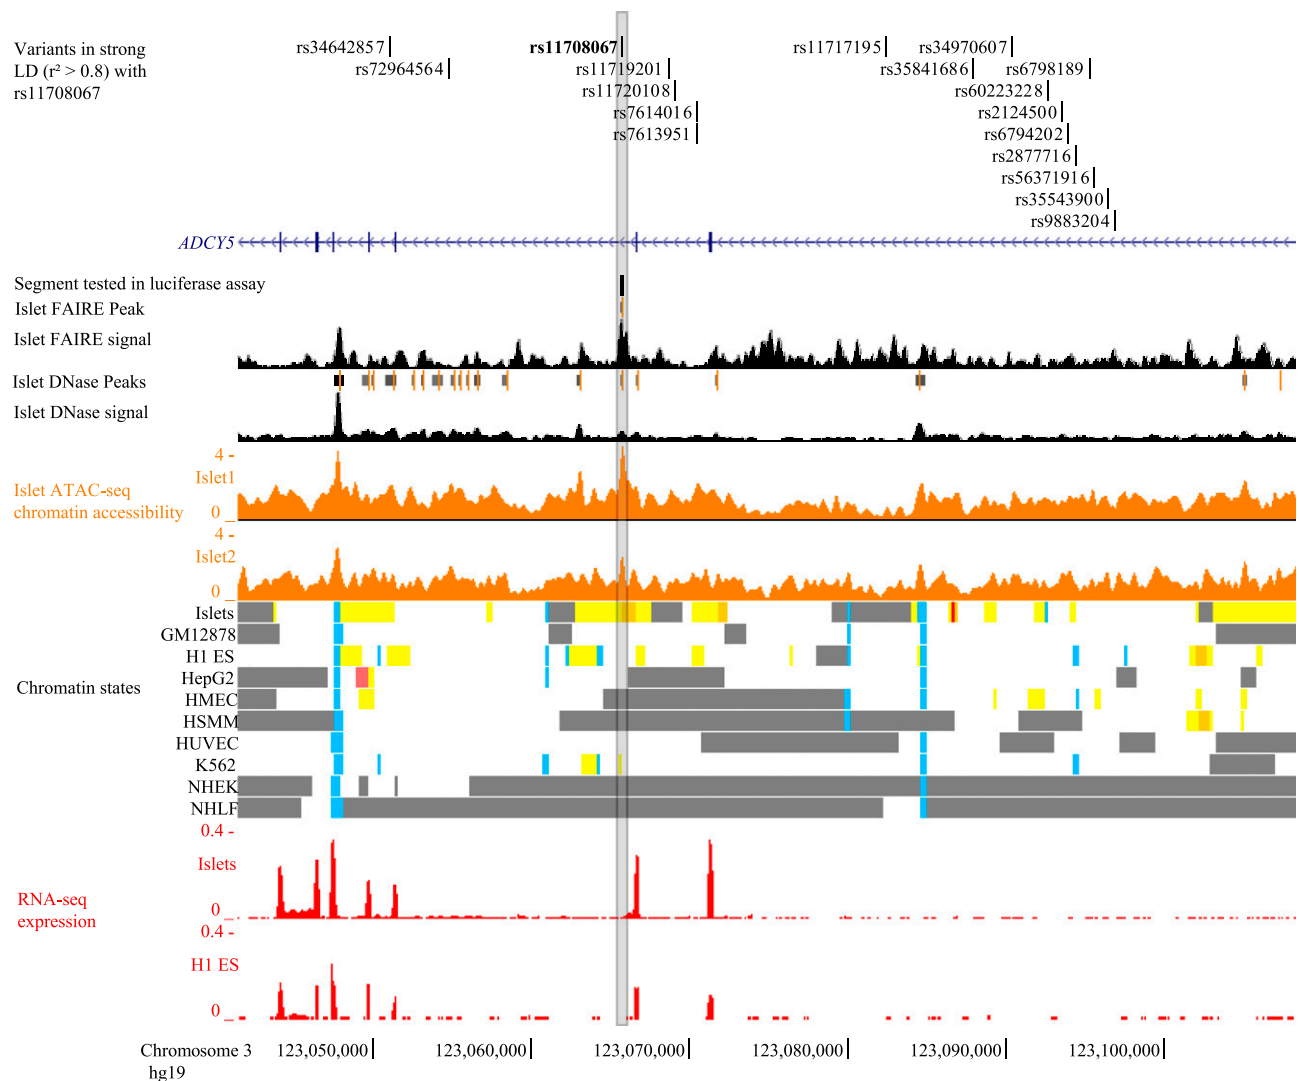 Variants in strong
LD (r² > 0.8) with
rs11708067
rs34642857
rs11708067
rs11717195
rs34970607
rs72964564
rs11719201
rs35841686
rs6798189
rs11720108
rs60223228
rs7614016
rs2124500
rs7613951
rs6794202
rs2877716
rs56371916
rs35543900
rs9883204
ADCY5
Segment tested in luciferase assay
Islet FAIRE Peak
Islet FAIRE signal
Islet DNase Peaks
Islet DNase signal
4 -
Islet1
Islet ATAC-seq
chromatin accessibility
0 _
4 -
Islet2
0 _
Islets
GM12878
H1 ES
HepG2
Chromatin states
HMEC
HSMM
HUVEC
K562
NHEK
NHLF
0.4 -
Islets
RNA-seq
expression
0 _
0.4 -
H1 ES
0 _
Chromosome 3
hg19
123,050,000
123,060,000
123,070,000
123,080,000
123,090,000
123,100,000